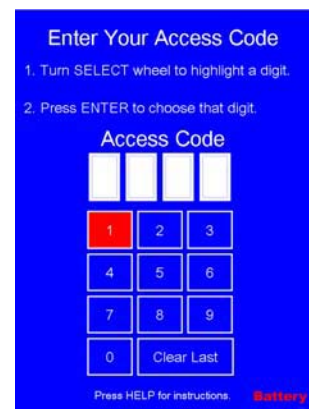 Enter Your Access Code
1. Turn SELECT wheel to highlight a digit.
2. Press ENTER to choose that digit.
Access Code
1 2 3
4 5 6
7 8 9
0 Clear Last
Press HELP for instructions. Battery